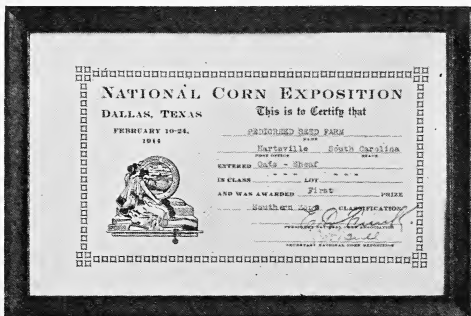 NATIONAL CORN EXPOSITION
DALLAS, TEXAS
FEBRUARY 10-24,
1914
This is to Certify that
PEDIGREED SEED FARM
NAME
Hartsville South Carolina
POST OFFICE STATE
ENTERED Oats - Sheaf
IN CLASS - - - LOT - - -
AND WAS AWARDED First PRIZE
Southern Zone CLASSIFICATION
PRESIDENT NATIONAL CORN ASSOCIATION
SECRETARY NATIONAL CORN EXPOSITION